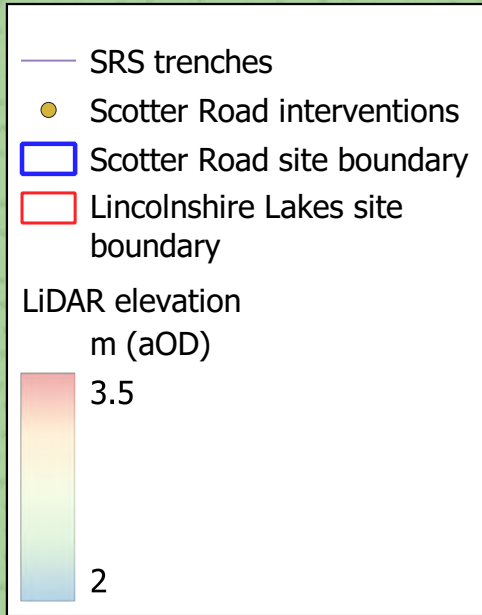 SRS trenches
Scotter Road interventions
Scotter Road site boundary
Lincolnshire Lakes site
boundary
LiDAR elevation
m (aOD)
3.5
2